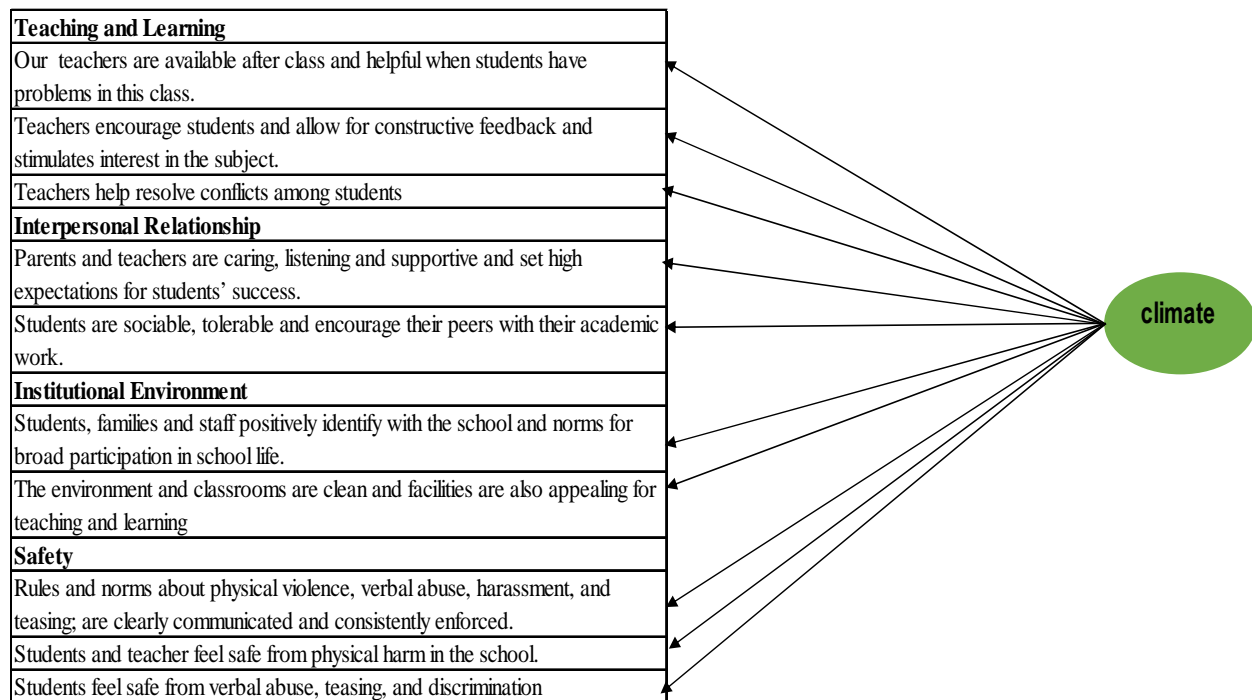 Teaching and Learning
Our teachers are available after class and helpful when students have
problems in this class.
Teachers encourage students and allow for constructive feedback and
stimulates interest in the subject.
Teachers help resolve conflicts among students
Interpersonal Relationship
Parents and teachers are caring, listening and supportive and set high
expectations for students’ success.
Students are sociable, tolerable and encourage their peers with their academic
work.
Institutional Environment
Students, families and staff positively identify with the school and norms for
broad participation in school life.
The environment and classrooms are clean and facilities are also appealing for
teaching and learning
Safety
Rules and norms about physical violence, verbal abuse, harassment, and
teasing; are clearly communicated and consistently enforced.
Students and teacher feel safe from physical harm in the school.
Students feel safe from verbal abuse, teasing, and discrimination
climate